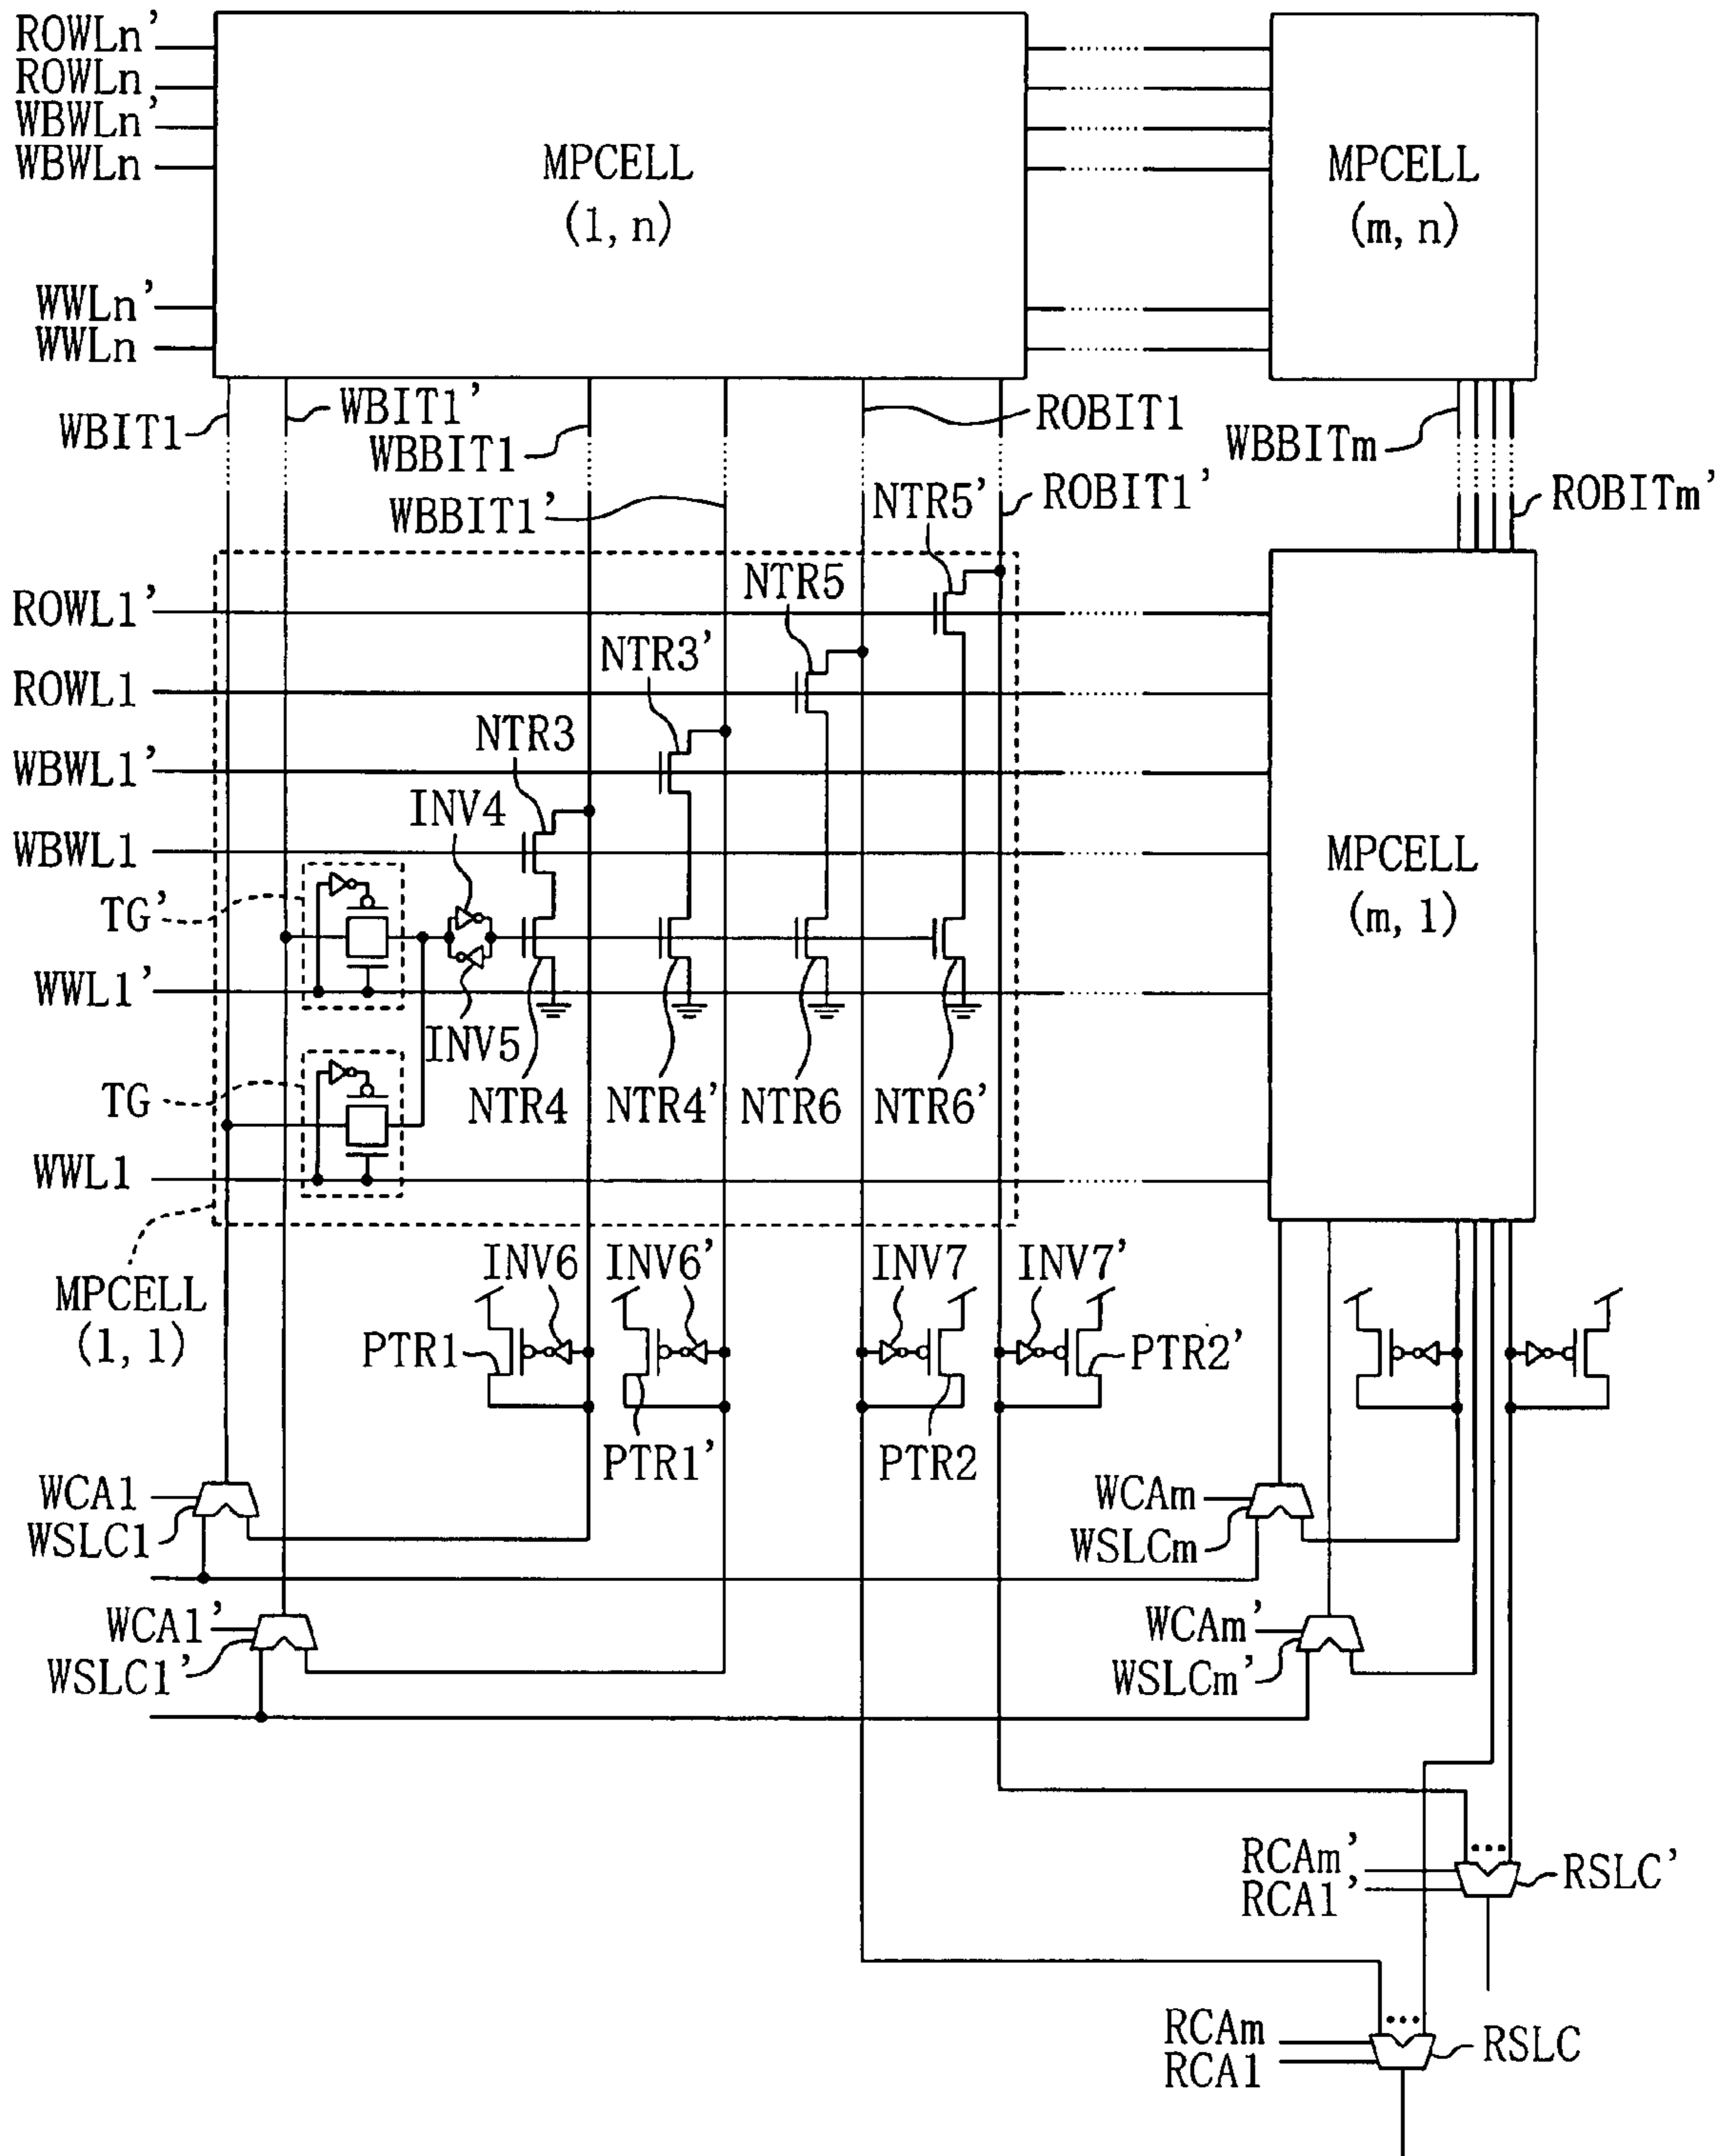 ROWLn'
ROWLn
WBWLn'
WBWLn
MPCELL
(1, n)
MPCELL
(m, n)
WWLn'
WWLn
WBIT1
WBIT1'
WBBIT1
WBBIT1'
ROBIT1
ROBIT1'
WBBITm
ROBITm'
NTR5'
NTR5
NTR3'
NTR3
INV4
ROWL1'
ROWL1
WBWL1'
WBWL1
TG'
WWL1'
TG
WWL1
INV5
NTR4
NTR4'
NTR6
NTR6'
MPCELL
(m, 1)
MPCELL
(1, 1)
INV6
INV6'
INV7
INV7'
PTR1
PTR2'
PTR1'
PTR2
WCA1
WSLC1
WCAm
WSLCm
WCA1'
WSLC1'
WCAm'
WSLCm'
RCAm'
RCA1'
RSLC'
RCAm
RCA1
RSLC